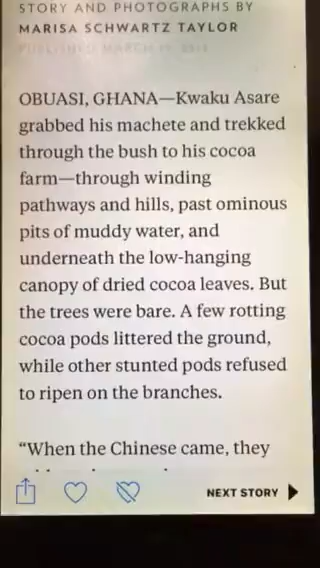 STORY AND PHOTOGRAPHS BY
MARISA SCHWARTZ TAYLOR
PUBLISHED MARCH
OBUASI, GHANA—Kwaku Asare
grabbed his machete and trekked
through the bush to his cocoa
farm—through winding
pathways and hills, past ominous
pits of muddy water, and
underneath the low-hanging
canopy of dried cocoa leaves. But
the trees were bare. A few rotting
cocoa pods littered the ground,
while other stunted pods refused
to ripen on the branches.
“When the Chinese came, they
NEXT STORY